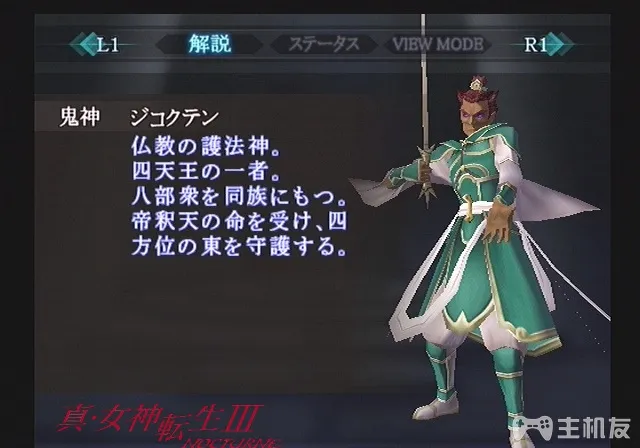 L1 解説 ステータス VIEW MODE R1
鬼神 ジコクテン
仏教の護法神。
四天王の一者。
八部衆を同族にもつ。
帝釈天の命を受け、四
方位の東を守護する。
真・女神転生III
NOCTURNE
主机友